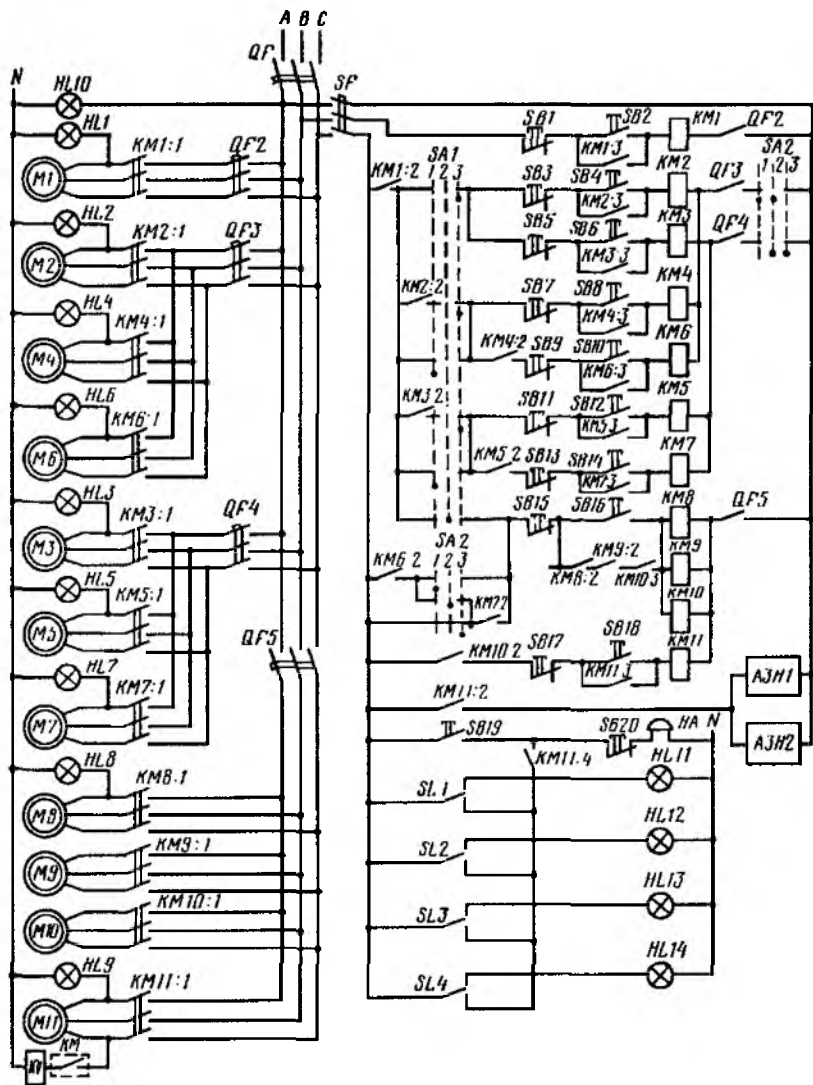 A B C
QF
N
HL10
SF
HL1
KM1:1
QF2
M1
HL2
KM2:1
QF3
M2
HL4
KM4:1
M4
HL6
KM6:1
M6
HL3
KM3:1
QF4
M3
HL5
KM5:1
M5
QF5
HL7
KM7:1
M7
HL8
KM8:1
M8
KM9:1
M9
KM10:1
M10
HL9
KM11:1
M11
KM
SB1
SB2
KM1
QF2
KM1:3
SA2
1 2 3
KM1:2
SA1
1 2 3
SB3
SB4
KM2
QF3
KM2:3
SB5
SB6
KM3
QF4
KM3:3
KM2:2
SB7
SB8
KM4
KM4:3
KM4:2
SB9
SB10
KM6
KM6:3
KM3 2
SB11
SB12
KM5
KM5 3
KM5 2
SB13
SB14
KM7
KM7:3
SB15
SB16
KM8
QF5
KM9:2
KM8:2
KM10 3
KM9
KM6 2
SA2
1 2 3
KM7 2
KM10
KM10 2
SB17
SB18
KM11 3
KM11
KM11:2
АЗН1
SB19
SB20
HA
N
АЗН2
KM11.4
HL11
SL1
HL12
SL2
HL13
SL3
HL14
SL4